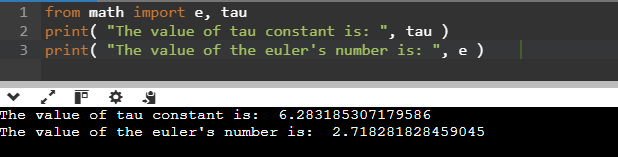 1 from math import e, tau
2 print( "The value of tau constant is: ", tau )
3 print( "The value of the euler's number is: ", e )
The value of tau constant is:  6.283185307179586
The value of the euler's number is:  2.718281828459045